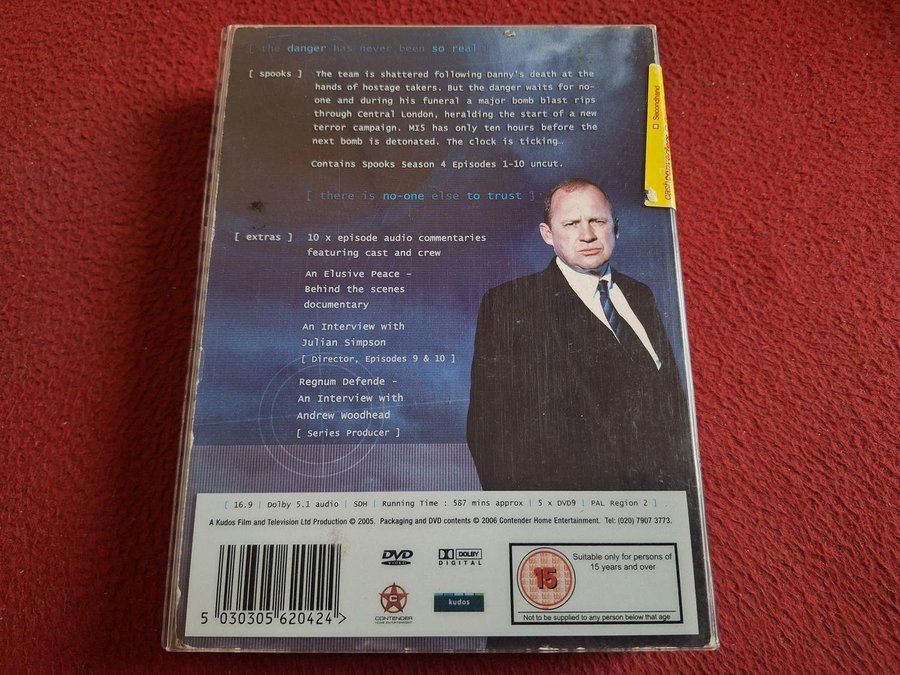 [ the danger has never been so real ]
[ spooks ] The team is shattered following Danny's death at the
hands of hostage takers. But the danger waits for no-
one and during his funeral a major bomb blast rips
through Central London, heralding the start of a new
terror campaign. MI5 has only ten hours before the
next bomb is detonated. The clock is ticking…
Contains Spooks Season 4 Episodes 1-10 uncut.
[ there is no-one else to trust ]
[ extras ] 10 x episode audio commentaries
featuring cast and crew
An Elusive Peace –
Behind the scenes
documentary
An Interview with
Julian Simpson
[ Director, Episodes 9 & 10 ]
Regnum Defende –
An Interview with
Andrew Woodhead
[ Series Producer ]
Secondhand
[ 16.9 | Dolby 5.1 audio | SDH | Running Time : 587 mins approx | 5 x DVD9 | PAL Region 2 ]
A Kudos Film and Television Ltd Production © 2005. Packaging and DVD contents © 2006 Contender Home Entertainment. Tel: (020) 7907 3773.
5 030305 620424 >
DVD
VIDEO
DOLBY
DIGITAL
C
CONTENDER
HOME ENTERTAINMENT
kudos
15
Suitable only for persons of
15 years and over
Not to be supplied to any person below that age